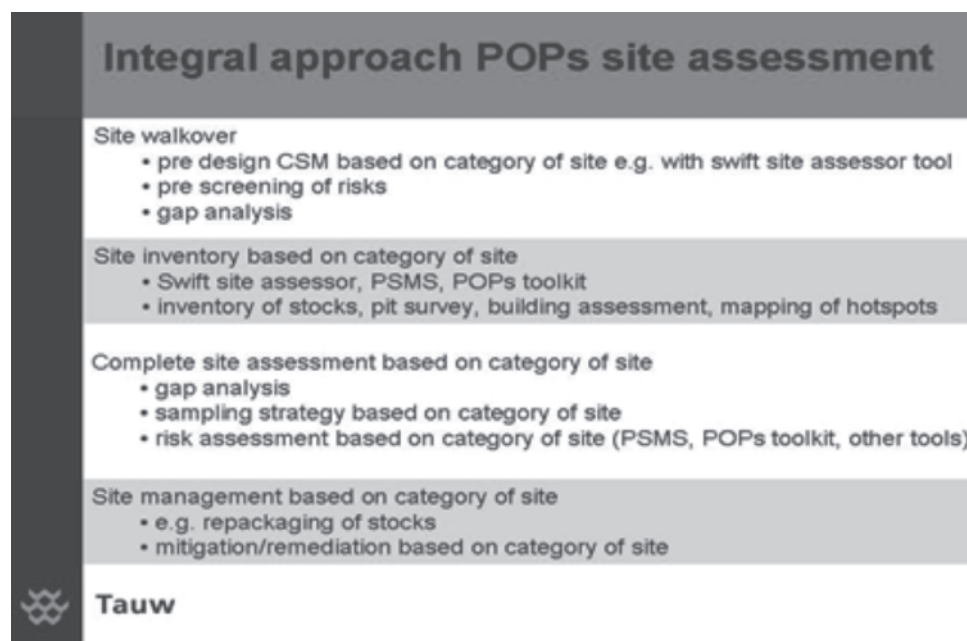 Integral approach POPs site assessment
Site walkover
• pre design CSM based on category of site e.g. with swift site assessor tool
• pre screening of risks
• gap analysis
Site inventory based on category of site
• Swift site assessor, PSMS, POPs toolkit
• inventory of stocks, pit survey, building assessment, mapping of hotspots
Complete site assessment based on category of site
• gap analysis
• sampling strategy based on category of site
• risk assessment based on category of site (PSMS, POPs toolkit, other tools)
Site management based on category of site
• e.g. repackaging of stocks
• mitigation/remediation based on category of site
Tauw